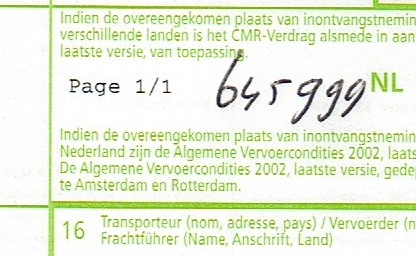 Indien de overeengekomen plaats van inontvangstnemin
verschillende landen is het CMR-Verdrag alsmede in aan
laatste versie, van toepassing.
Page 1/1 645999 NL
Indien de overeengekomen plaats van inontvangstnemin
Nederland zijn de Algemene Vervoercondities 2002, laats
De Algemene Vervoercondities 2002, laatste versie, gedep
te Amsterdam en Rotterdam.
16 Transporteur (nom, adresse, pays) / Vervoerder (n
Frachtführer (Name, Anschrift, Land)